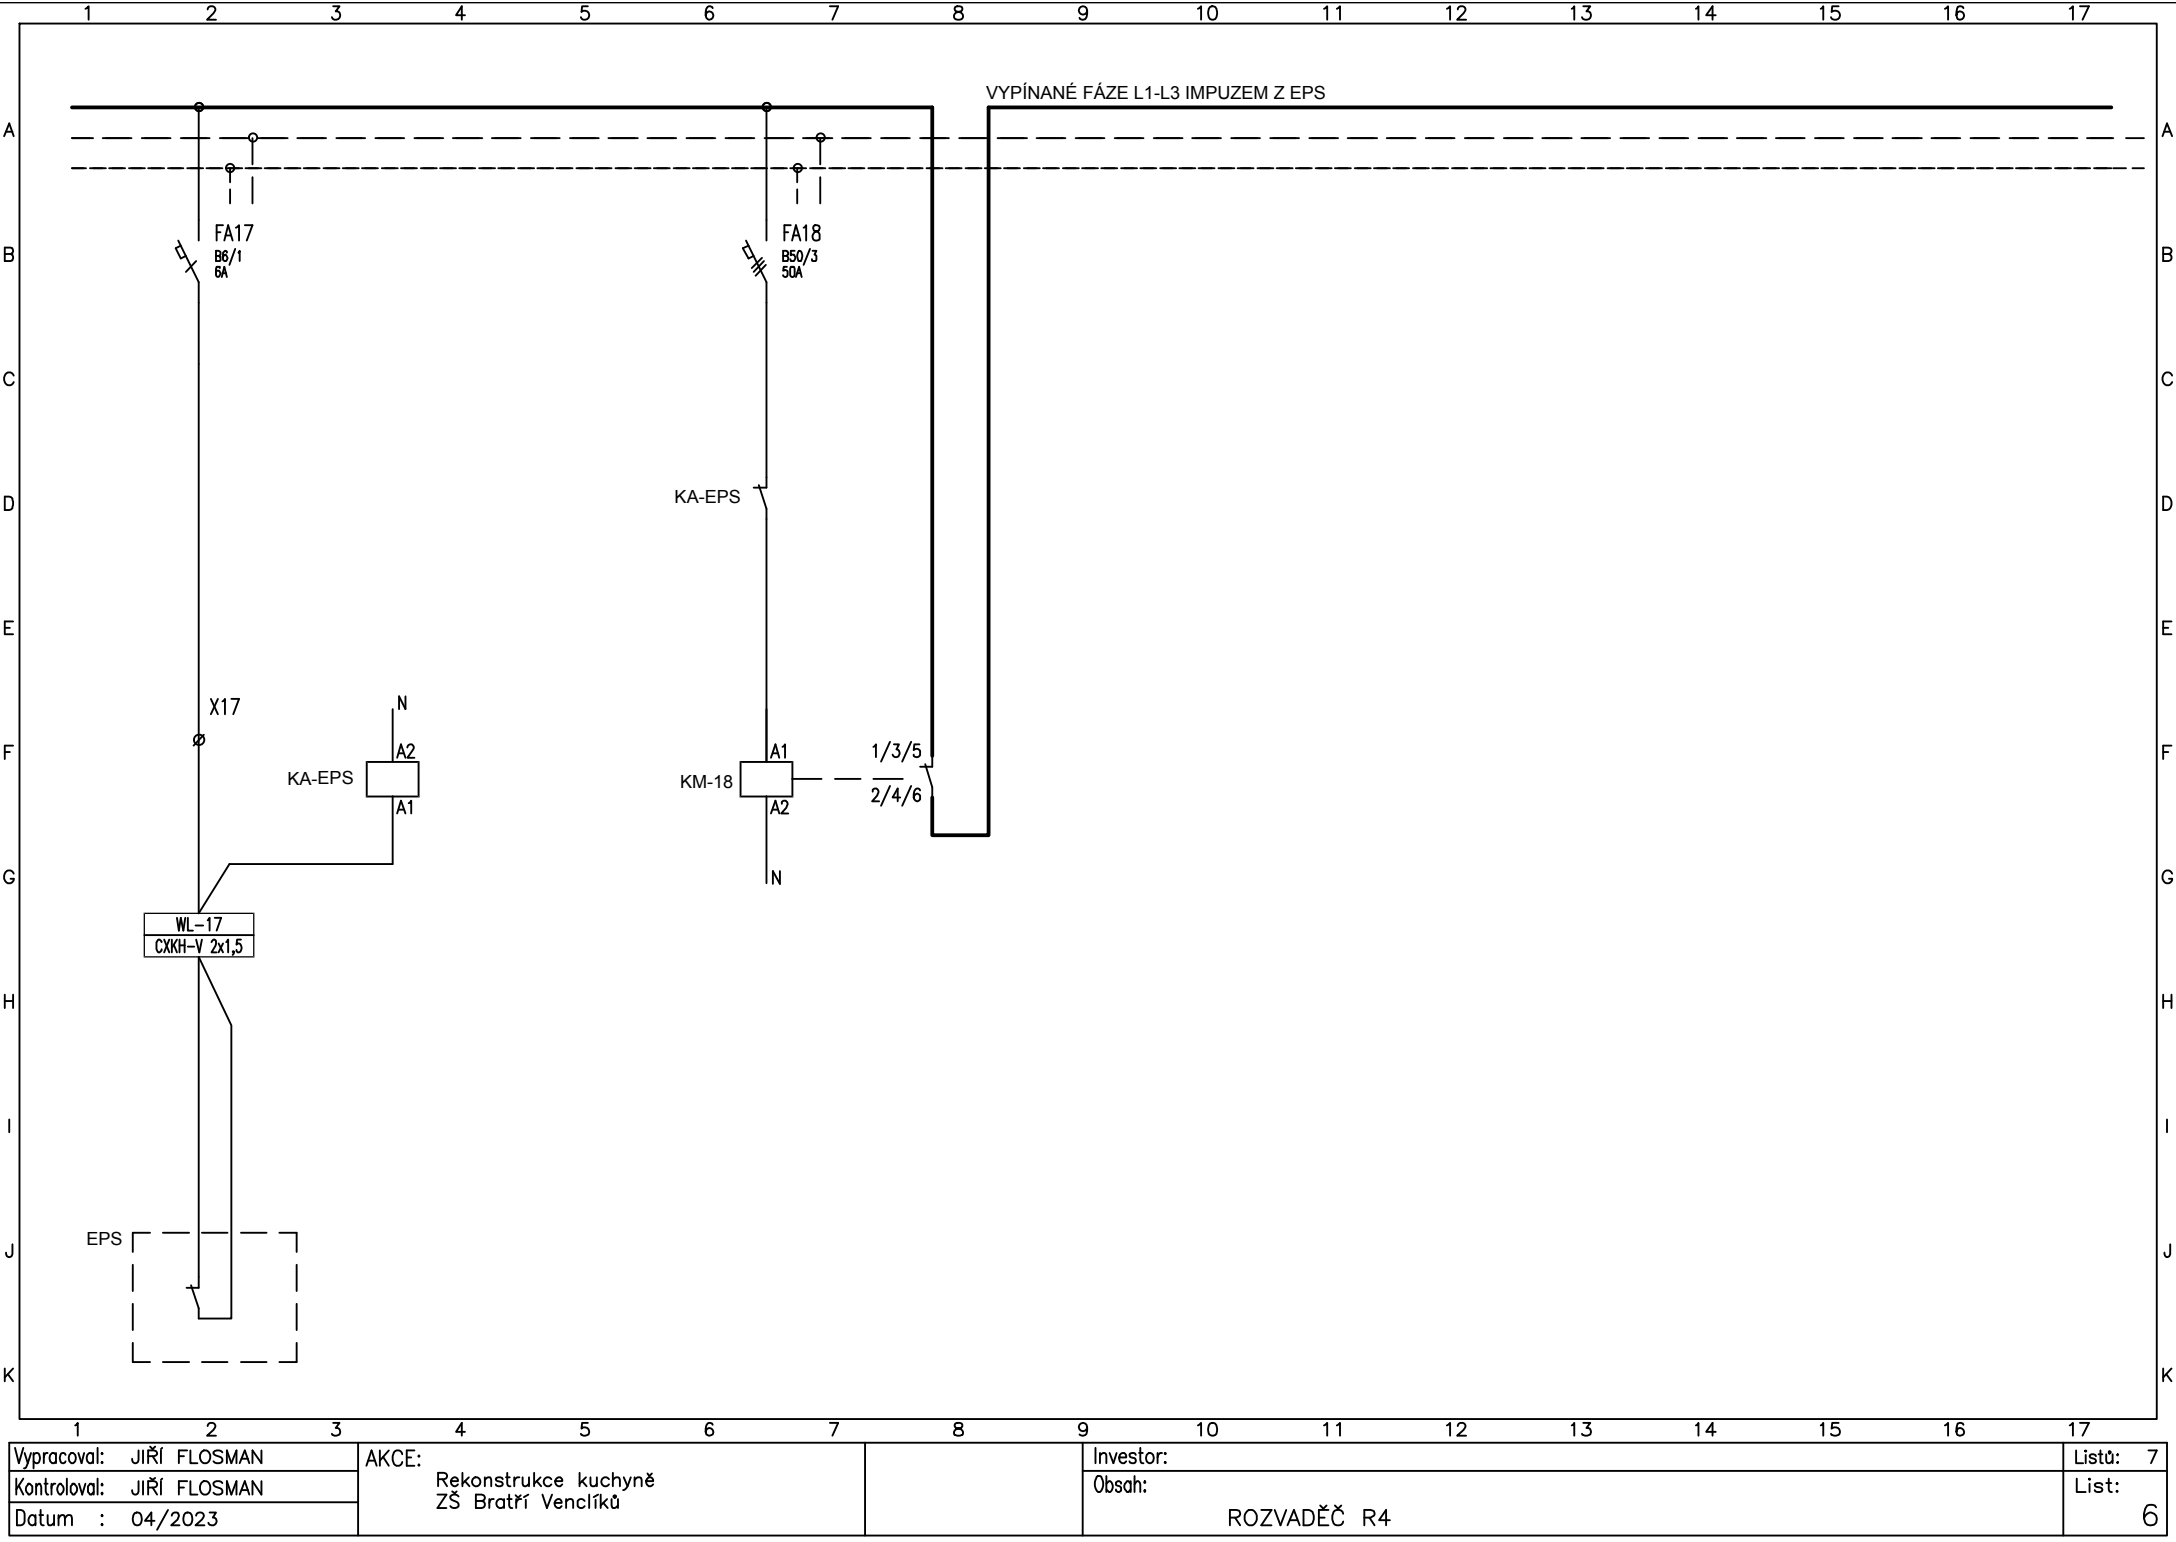 1 2 3 4 5 6 7 8 9 10 11 12 13 14 15 16 17
VYPÍNANÉ FÁZE L1-L3 IMPUZEM Z EPS
A A
FA17 FA18
B B6/1 B50/3 B
6A 50A
C C
KA-EPS
D D
E E
N
X17
F A2 A1 1/3/5 F
KA-EPS KM-18
A1 A2 2/4/6
G N G
WL-17
CXKH-V 2x1,5
H H
I I
EPS
J J
K K
1 2 3 4 5 6 7 8 9 10 11 12 13 14 15 16 17
Vypracoval: JIŘÍ FLOSMAN
Kontroloval: JIŘÍ FLOSMAN
Datum : 04/2023
AKCE:
Rekonstrukce kuchyně
ZŠ Bratří Venclíků
Investor:
Obsah:
ROZVADĚČ R4
Listů: 7
List:
6